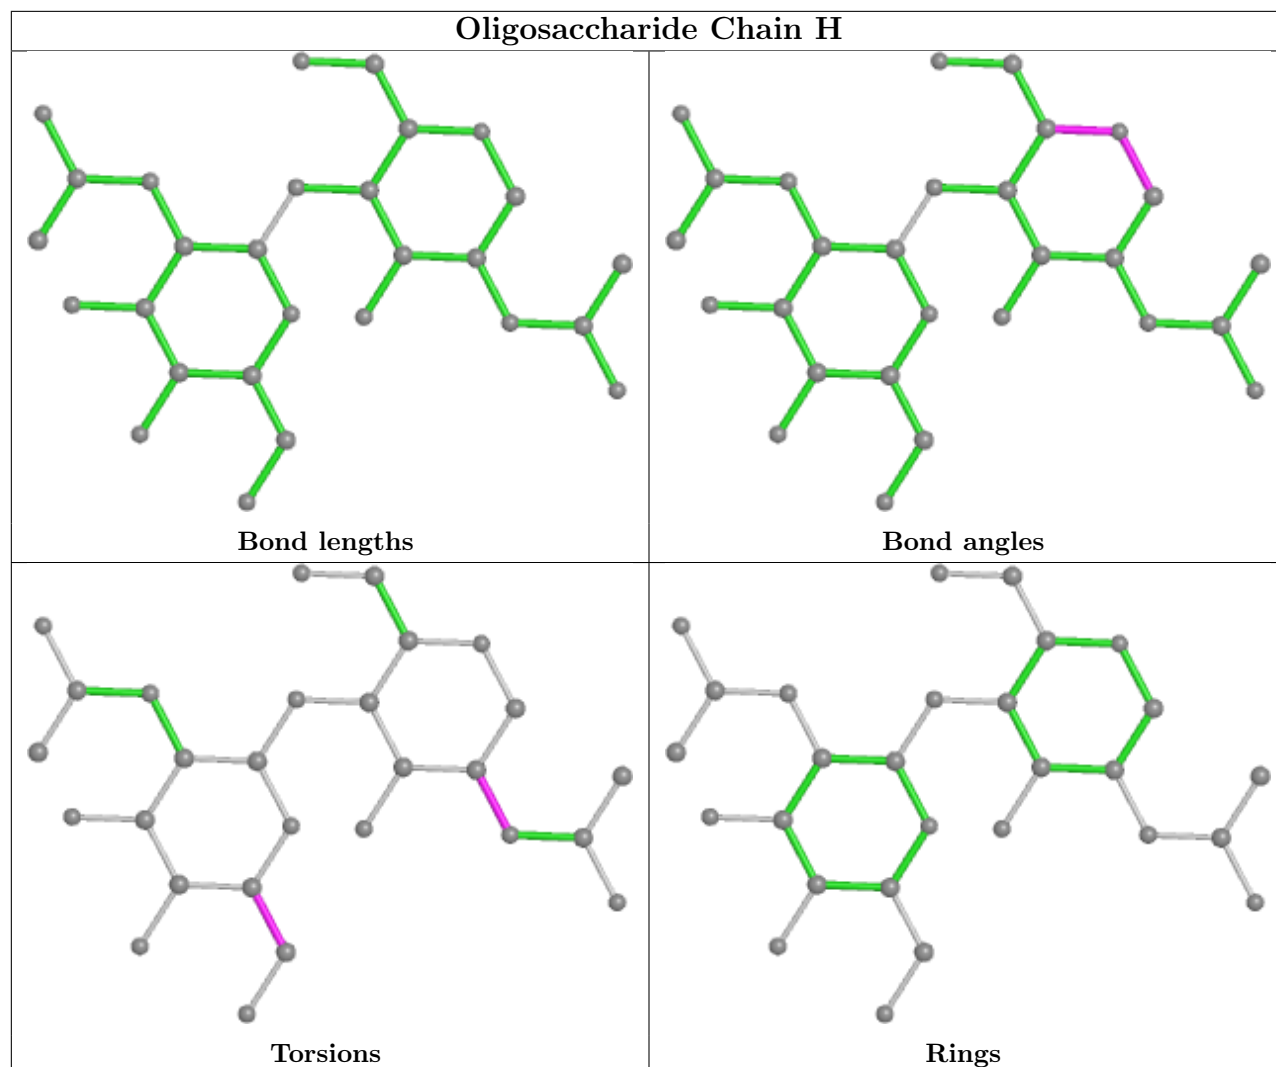 Oligosaccharide Chain H
Bond lengths
Bond angles
Torsions
Rings